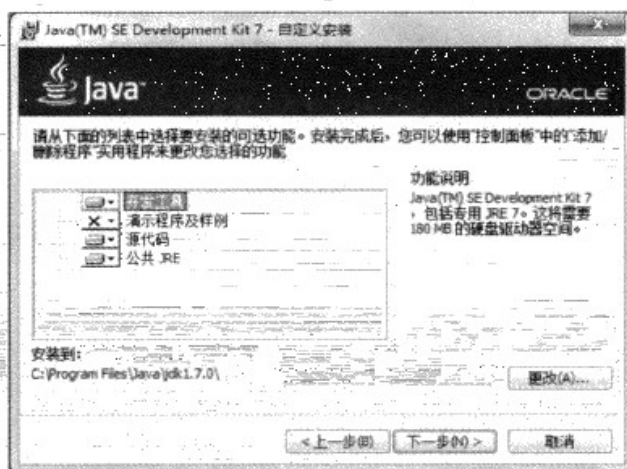 Java(TM) SE Development Kit 7 - 自定义安装
Java
ORACLE
请从下面的列表中选择要安装的可选功能。安装完成后，您可以使用"控制面板"中的"添加/
删除程序"实用程序来更改您选择的功能
功能说明
Java(TM) SE Development Kit 7
，包括专用 JRE 7。这将需要
180 MB 的硬盘驱动器空间。
演示程序及样例
源代码
公共 JRE
安装到：
C:\Program Files\Java\jdk1.7.0\
更改(A)...
<上一步(B)
下一步(N) >
取消